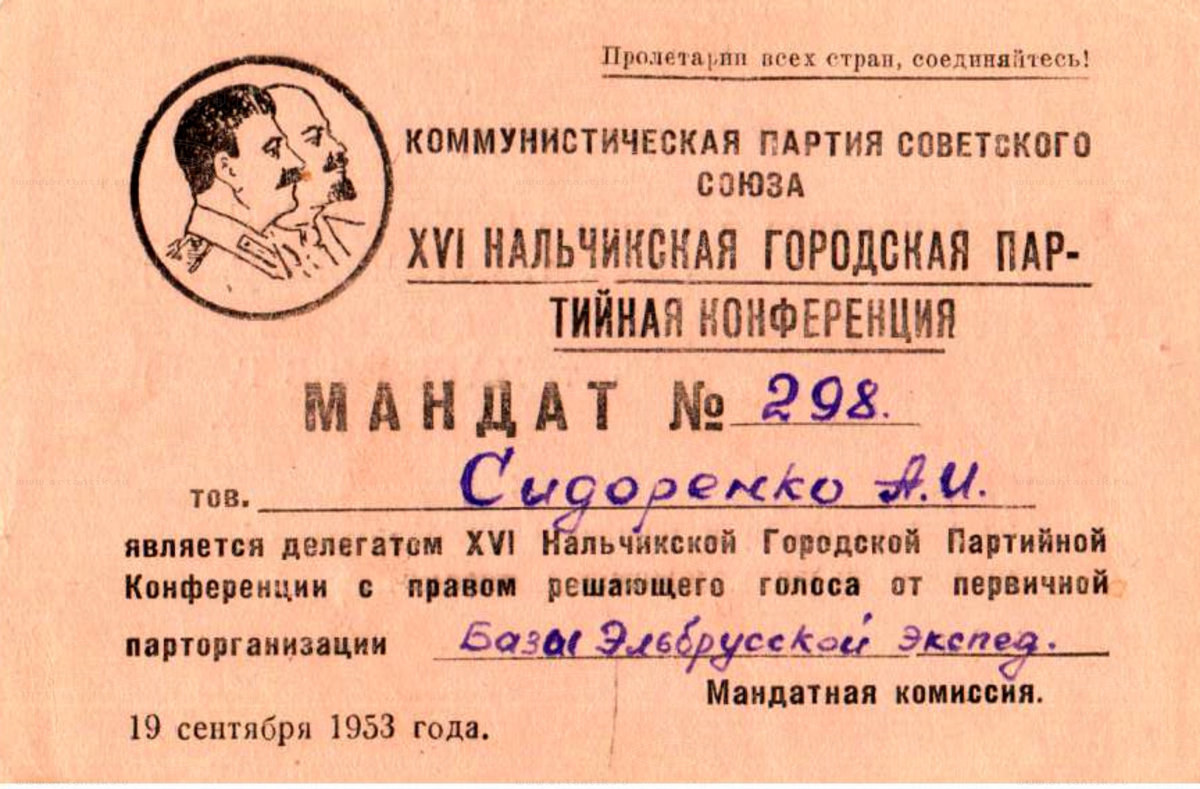 Пролетарии всех стран, соединяйтесь!
КОММУНИСТИЧЕСКАЯ ПАРТИЯ СОВЕТСКОГО
СОЮЗА
XVI НАЛЬЧИКСКАЯ ГОРОДСКАЯ ПАР-
ТИЙНАЯ КОНФЕРЕНЦИЯ
МАНДАТ № 298.
тов. Сидоренко А.И.
является делегатом XVI Нальчикской Городской Партийной
Конференции с правом решающего голоса от первичной
парторганизации Базы Эльбрусской экспед.
Мандатная комиссия.
19 сентября 1953 года.